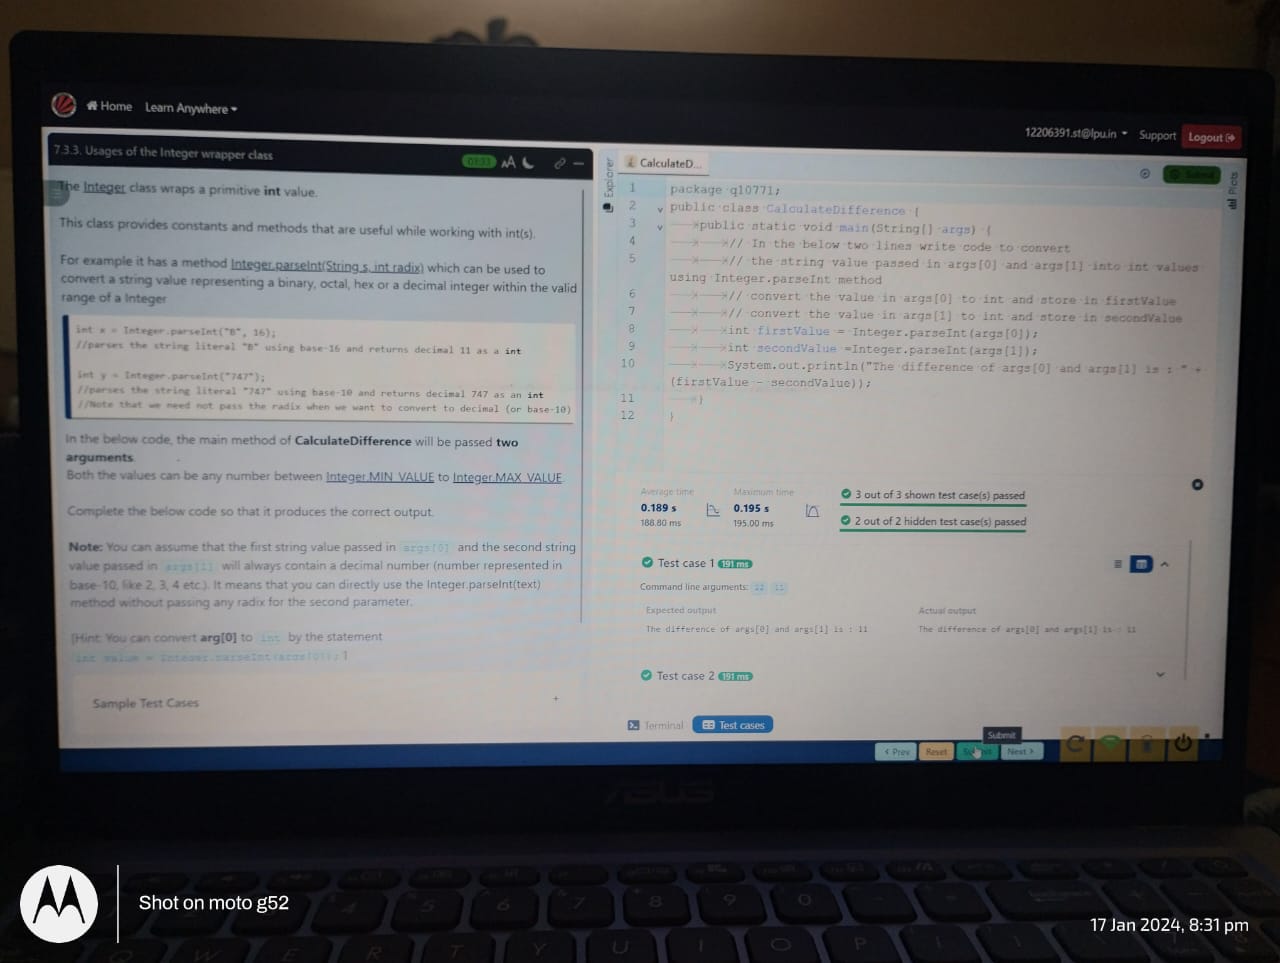 Home Learn Anywhere
12206391.st@lpu.in Support Logout
7.3.3. Usages of the Integer wrapper class
01:33 AA
The Integer class wraps a primitive int value.
This class provides constants and methods that are useful while working with int(s).
For example it has a method Integer.parseInt(String s, int radix) which can be used to
convert a string value representing a binary, octal, hex or a decimal integer within the valid
range of a Integer
int x = Integer.parseInt("B", 16);
//parses the string literal "B" using base-16 and returns decimal 11 as a int
int y = Integer.parseInt("747");
//parses the string literal "747" using base-10 and returns decimal 747 as an int
//Note that we need not pass the radix when we want to convert to decimal (or base-10)
In the below code, the main method of CalculateDifference will be passed two
arguments.
Both the values can be any number between Integer.MIN_VALUE to Integer.MAX_VALUE.
Complete the below code so that it produces the correct output.
Note: You can assume that the first string value passed in args[0] and the second string
value passed in args[1] will always contain a decimal number (number represented in
base-10, like 2, 3, 4 etc.). It means that you can directly use the Integer.parseInt(text)
method without passing any radix for the second parameter.
[Hint: You can convert arg[0] to int by the statement
int value = Integer.parseInt(args[0]); ]
Sample Test Cases +
Explorer
CalculateD...
Submit
Plots
1 package q10771;
2 public class CalculateDifference {
3 public static void main(String[] args) {
4 // In the below two lines write code to convert
5 // the string value passed in args[0] and args[1] into int values
using Integer.parseInt method
6 // convert the value in args[0] to int and store in firstValue
7 // convert the value in args[1] to int and store in secondValue
8 int firstValue = Integer.parseInt(args[0]);
9 int secondValue =Integer.parseInt(args[1]);
10 System.out.println("The difference of args[0] and args[1] is : " +
(firstValue - secondValue));
11 }
12 }
Average time Maximum time
0.189 s 0.195 s
188.80 ms 195.00 ms
3 out of 3 shown test case(s) passed
2 out of 2 hidden test case(s) passed
Test case 1 191 ms
Command line arguments: 22 11
Expected output Actual output
The difference of args[0] and args[1] is : 11 The difference of args[0] and args[1] is : 11
Test case 2 191 ms
Terminal Test cases
Submit
< Prev Reset Submit Next >
ASUS
Shot on moto g52
17 Jan 2024, 8:31 pm